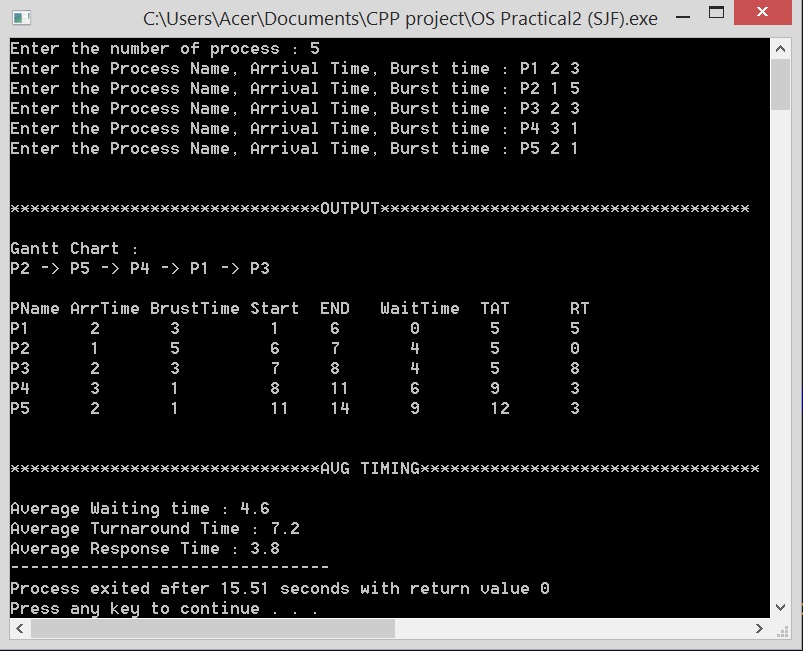 C:\Users\Acer\Documents\CPP project\OS Practical2 (SJF).exe
Enter the number of process : 5
Enter the Process Name, Arrival Time, Burst time : P1 2 3
Enter the Process Name, Arrival Time, Burst time : P2 1 5
Enter the Process Name, Arrival Time, Burst time : P3 2 3
Enter the Process Name, Arrival Time, Burst time : P4 3 1
Enter the Process Name, Arrival Time, Burst time : P5 2 1
*******************************OUTPUT*************************************
Gantt Chart :
P2 -> P5 -> P4 -> P1 -> P3
PName ArrTime BrustTime Start  END   WaitTime  TAT      RT
P1      2       3         1     6       0       5       5
P2      1       5         6     7       4       5       0
P3      2       3         7     8       4       5       8
P4      3       1         8     11      6       9       3
P5      2       1         11    14      9       12      3
*******************************AVG TIMING**********************************
Average Waiting time : 4.6
Average Turnaround Time : 7.2
Average Response Time : 3.8
--------------------------------
Process exited after 15.51 seconds with return value 0
Press any key to continue . . .